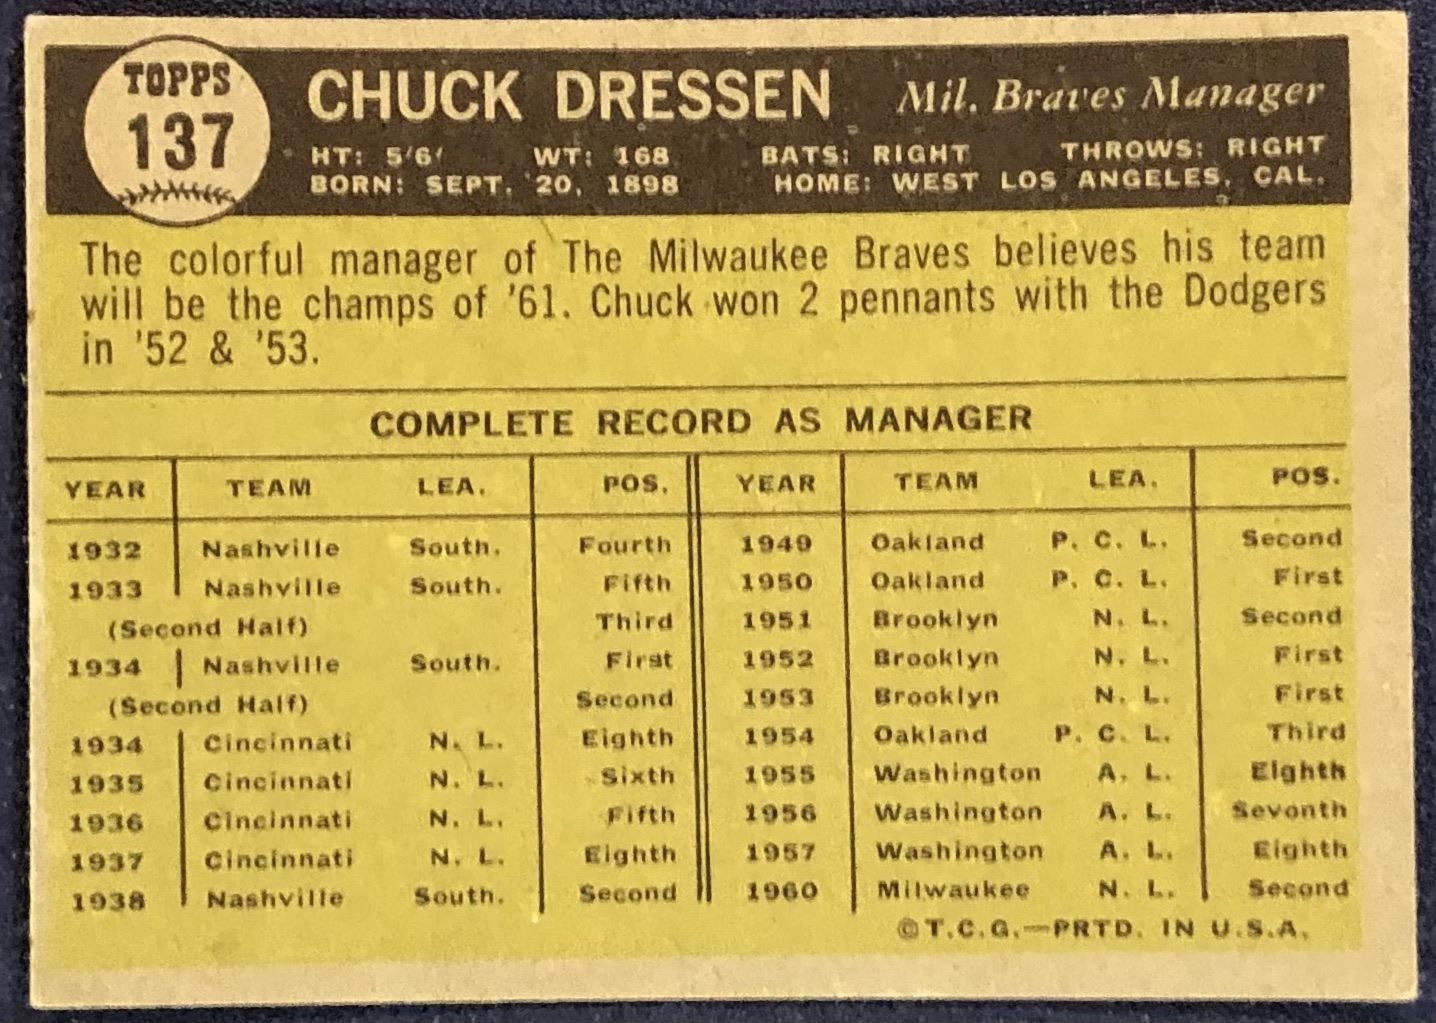 TOPPS
137
CHUCK DRESSEN Mil. Braves Manager
HT: 5'6' WT: 168 BATS: RIGHT THROWS: RIGHT
BORN: SEPT. 20, 1898 HOME: WEST LOS ANGELES, CAL.
The colorful manager of The Milwaukee Braves believes his team
will be the champs of '61. Chuck won 2 pennants with the Dodgers
in '52 & '53.
COMPLETE RECORD AS MANAGER
YEAR TEAM LEA. POS. YEAR TEAM LEA. POS.
1932 Nashville South. Fourth 1949 Oakland P. C. L. Second
1933 Nashville South. Fifth 1950 Oakland P. C. L. First
(Second Half) Third 1951 Brooklyn N. L. Second
1934 Nashville South. First 1952 Brooklyn N. L. First
(Second Half) Second 1953 Brooklyn N. L. First
1934 Cincinnati N. L. Eighth 1954 Oakland P. C. L. Third
1935 Cincinnati N. L. Sixth 1955 Washington A. L. Eighth
1936 Cincinnati N. L. Fifth 1956 Washington A. L. Seventh
1937 Cincinnati N. L. Eighth 1957 Washington A. L. Eighth
1938 Nashville South. Second 1960 Milwaukee N. L. Second
©T.C.G.—PRTD. IN U.S.A.